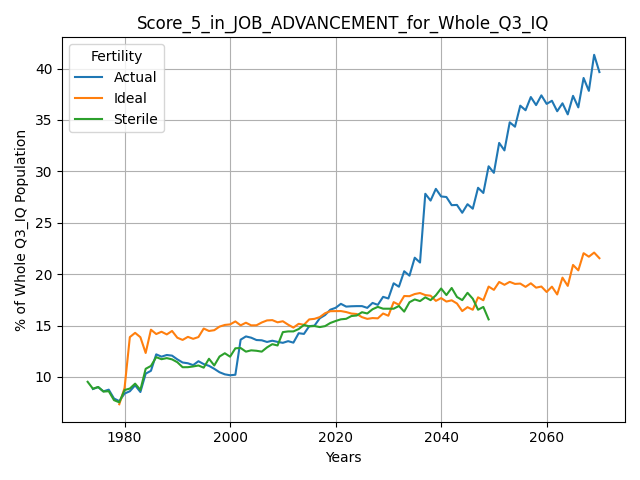 Score_5_in_JOB_ADVANCEMENT_for_Whole_Q3_IQ
Fertility
Actual
Ideal
Sterile
% of Whole Q3_IQ Population
40
35
30
25
20
15
10
1980
2000
2020
2040
2060
Years